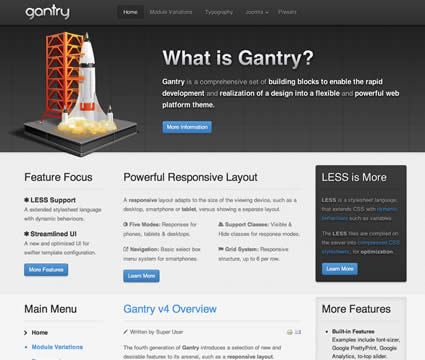 gantry
Home Module Variations Typography Joomla Presets
What is Gantry?
Gantry is a comprehensive set of building blocks to enable the rapid
development and realization of a design into a flexible and powerful web
platform theme.
More Information
Feature Focus
LESS Support
A extended stylesheet language
with dynamic behaviours.
Streamlined UI
A new and optimized UI for
swifter template configuration.
More Features
Powerful Responsive Layout
A responsive layout adapts to the size of the viewing device, such as a
desktop, smartphone or tablet, versus showing a separate layout.
Five Modes: Responses for
phones, tablets & desktops.
Support Classes: Visible &
Hide classes for responsive modes.
Navigation: Basic select box
menu system for smartphones.
Grid System: Responsive
structure, up to 6 per row.
Learn More
LESS is More
LESS is a stylesheet language
that extends CSS with dynamic
behaviours such as variables.
The LESS files are compiled on
the server into compressed CSS
stylesheets, for optimization.
Learn More
Main Menu
Home
Module Variations
Gantry v4 Overview
Written by Super User
The fourth generation of Gantry introduces a selection of new and
desirable features to its arsenal, such as a responsive layout.
More Features
Built-in Features
Examples include font-sizer,
Google PrettyPrint, Google
Analytics, to-top slider.